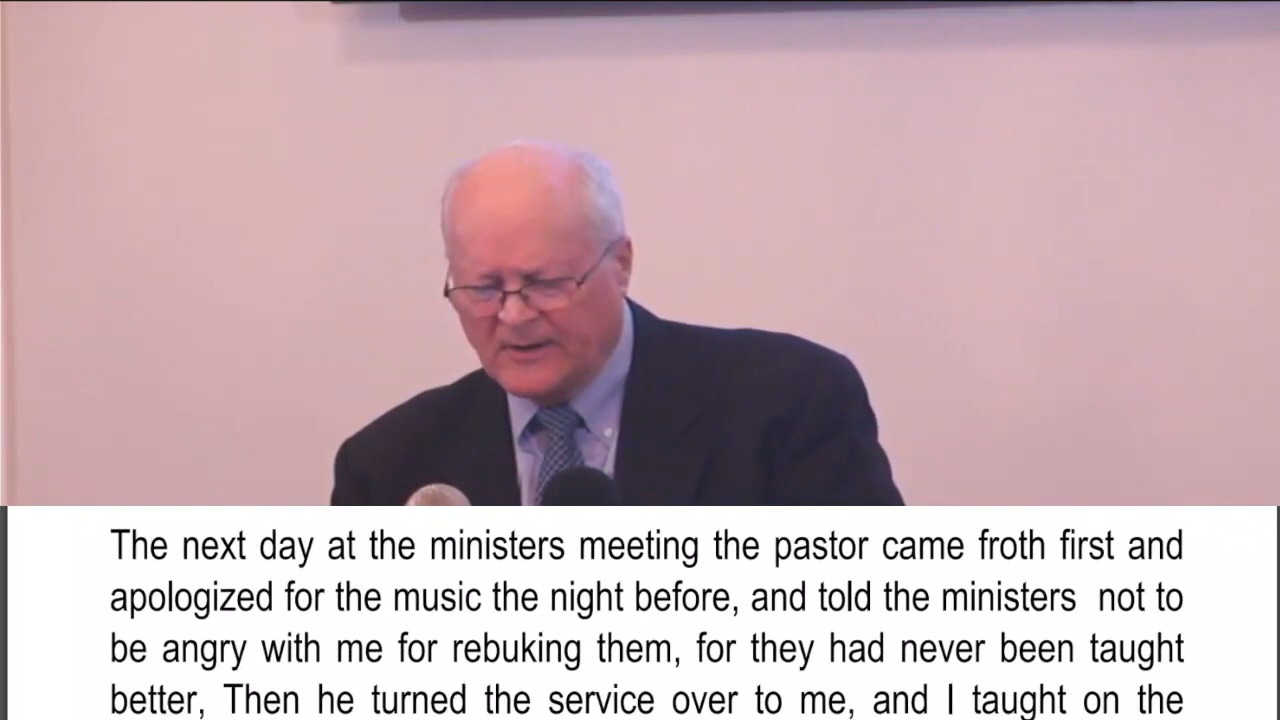 The next day at the ministers meeting the pastor came froth first and
apologized for the music the night before, and told the ministers  not to
be angry with me for rebuking them, for they had never been taught
better, Then he turned the service over to me, and I taught on the